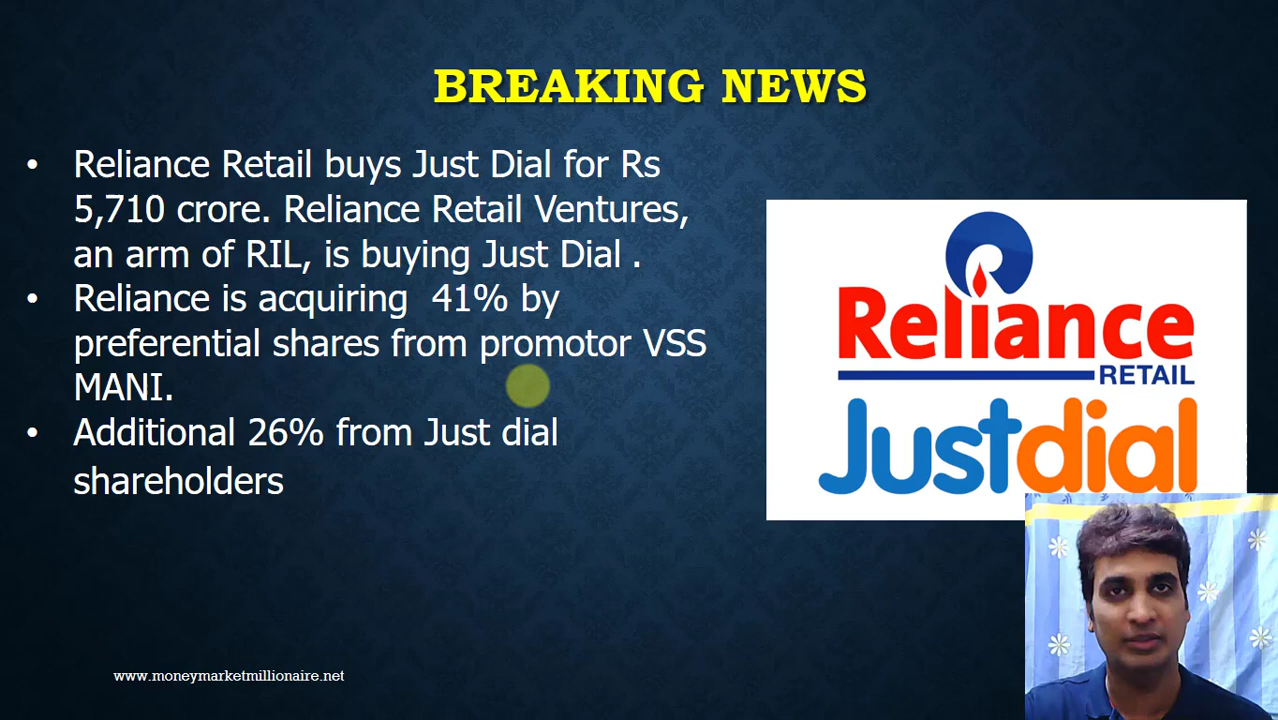 BREAKING NEWS
• Reliance Retail buys Just Dial for Rs
5,710 crore. Reliance Retail Ventures,
an arm of RIL, is buying Just Dial .
• Reliance is acquiring  41% by
preferential shares from promotor VSS
MANI.
• Additional 26% from Just dial
shareholders
Reliance
RETAIL
Justdial
www.moneymarketmillionaire.net